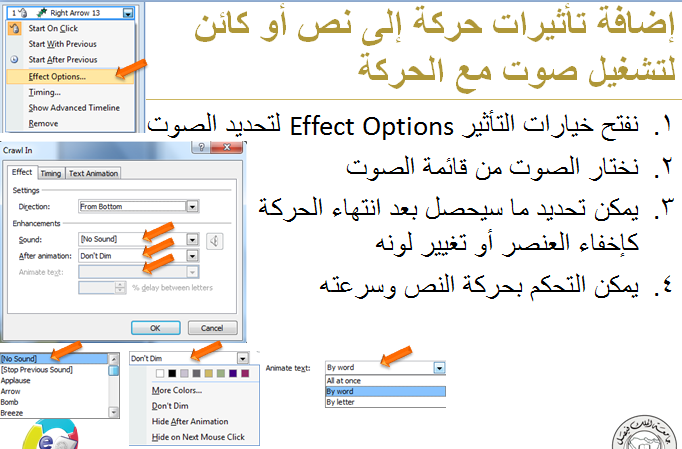 إضافة تأثيرات حركة إلى نص أو كائن
لتشغيل صوت مع الحركة
١. نفتح خيارات التأثير Effect Options لتحديد الصوت
٢. نختار الصوت من قائمة الصوت
٣. يمكن تحديد ما سيحصل بعد انتهاء الحركة
كإخفاء العنصر أو تغيير لونه
٤. يمكن التحكم بحركة النص وسرعته
1 Right Arrow 13
Start On Click
Start With Previous
Start After Previous
Effect Options...
Timing...
Show Advanced Timeline
Remove
Crawl In
Effect Timing Text Animation
Settings
Direction: From Bottom
Enhancements
Sound: [No Sound]
After animation: Don't Dim
Animate text:
% delay between letters
OK Cancel
[No Sound]
[Stop Previous Sound]
Applause
Arrow
Bomb
Breeze
Don't Dim
More Colors...
Don't Dim
Hide After Animation
Hide on Next Mouse Click
Animate text: By word
All at once
By word
By letter